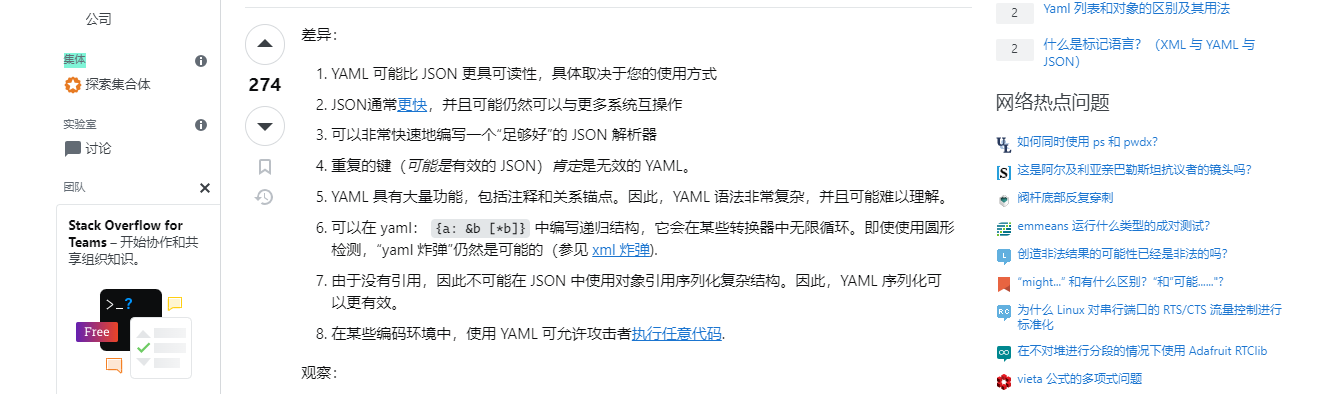 公司
集体
探索集合体
实验室
讨论
团队
Stack Overflow for
Teams – 开始协作和共
享组织知识。
>_?
Free
274
差异：
1. YAML 可能比 JSON 更具可读性，具体取决于您的使用方式
2. JSON通常更快，并且可能仍然可以与更多系统互操作
3. 可以非常快速地编写一个“足够好”的 JSON 解析器
4. 重复的键（可能是有效的 JSON）肯定是无效的 YAML。
5. YAML 具有大量功能，包括注释和关系锚点。因此，YAML 语法非常复杂，并且可能难以理解。
6. 可以在 yaml： {a: &b [*b]} 中编写递归结构，它会在某些转换器中无限循环。即使使用圆形
检测，“yaml 炸弹”仍然是可能的（参见 xml 炸弹).
7. 由于没有引用，因此不可能在 JSON 中使用对象引用序列化复杂结构。因此，YAML 序列化可
以更有效。
8. 在某些编码环境中，使用 YAML 可允许攻击者执行任意代码.
观察：
2
Yaml 列表和对象的区别及其用法
2
什么是标记语言？（XML 与 YAML 与
JSON）
网络热点问题
如何同时使用 ps 和 pwdx?
这是阿尔及利亚亲巴勒斯坦抗议者的镜头吗?
阀杆底部反复穿刺
emmeans 运行什么类型的成对测试?
创造非法结果的可能性已经是非法的吗?
“might...” 和有什么区别？“和”可能......"?
为什么 Linux 对串行端口的 RTS/CTS 流量控制进行
标准化
在不对堆进行分段的情况下使用 Adafruit RTClib
vieta 公式的多项式问题